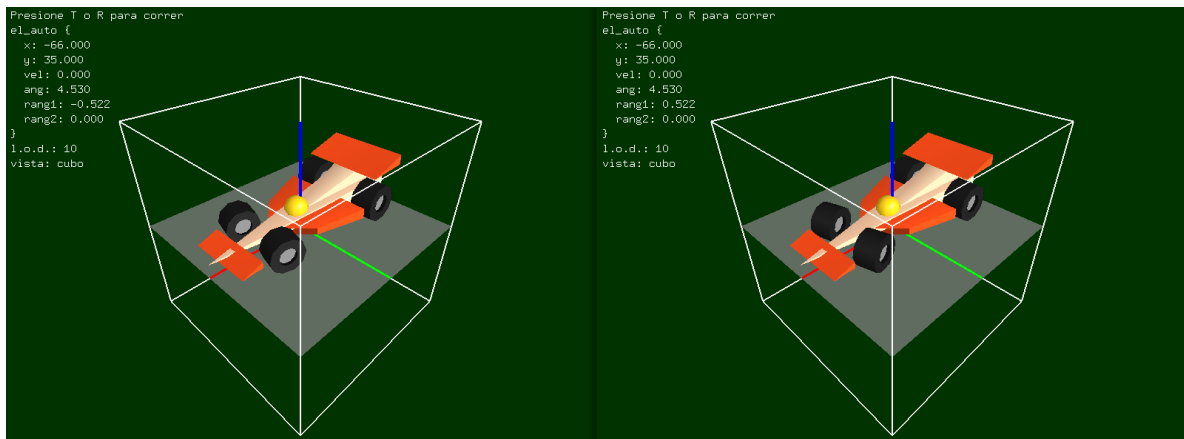 Presione T o R para correr
el_auto {
x: -66.000
y: 35.000
vel: 0.000
ang: 4.530
rang1: -0.522
rang2: 0.000
}
l.o.d.: 10
vista: cubo
Presione T o R para correr
el_auto {
x: -66.000
y: 35.000
vel: 0.000
ang: 4.530
rang1: 0.522
rang2: 0.000
}
l.o.d.: 10
vista: cubo